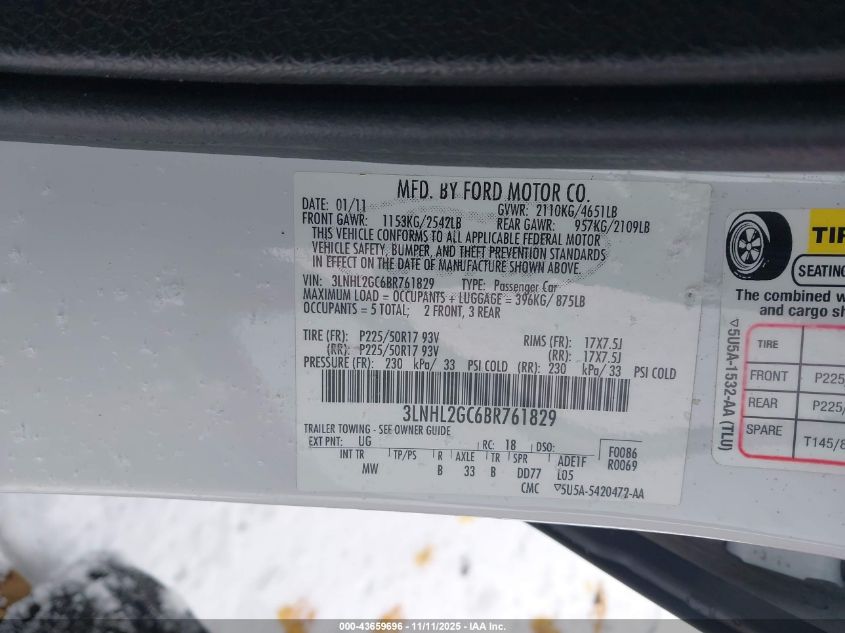 MFD. BY FORD MOTOR CO.
DATE: 01/11 GVWR: 2110KG/4651LB
FRONT GAWR: 1153KG/2542LB REAR GAWR: 957KG/2109LB
THIS VEHICLE CONFORMS TO ALL APPLICABLE FEDERAL MOTOR
VEHICLE SAFETY, BUMPER, AND THEFT PREVENTION STANDARDS
IN EFFECT ON THE DATE OF MANUFACTURE SHOWN ABOVE.
VIN: 3LNHL2GC6BR761829 TYPE: Passenger Car
MAXIMUM LOAD = OCCUPANTS + LUGGAGE = 396KG/ 875LB
OCCUPANTS = 5 TOTAL; 2 FRONT, 3 REAR
TIRE (FR): P225/50R17 93V RIMS (FR): 17X7.5J
(RR): P225/50R17 93V (RR): 17X7.5J
PRESSURE (FR): 230 kPa/ 33 PSI COLD (RR): 230 kPa/ 33 PSI COLD
3LNHL2GC6BR761829
TRAILER TOWING - SEE OWNER GUIDE
EXT PNT: UG RC: 18 DSO: F0086
INT TR TP/PS R AXLE TR SPR ADE1F R0069
MW B 33 B DD77 L05
CMC ▽5U5A-5420472-AA
TIR
SEATING
The combined w
and cargo sh
▽5U5A-1532-AA (TLU)
TIRE
FRONT P225
REAR P225/
SPARE T145/8
000-43659696 - 11/11/2025 - IAA Inc.